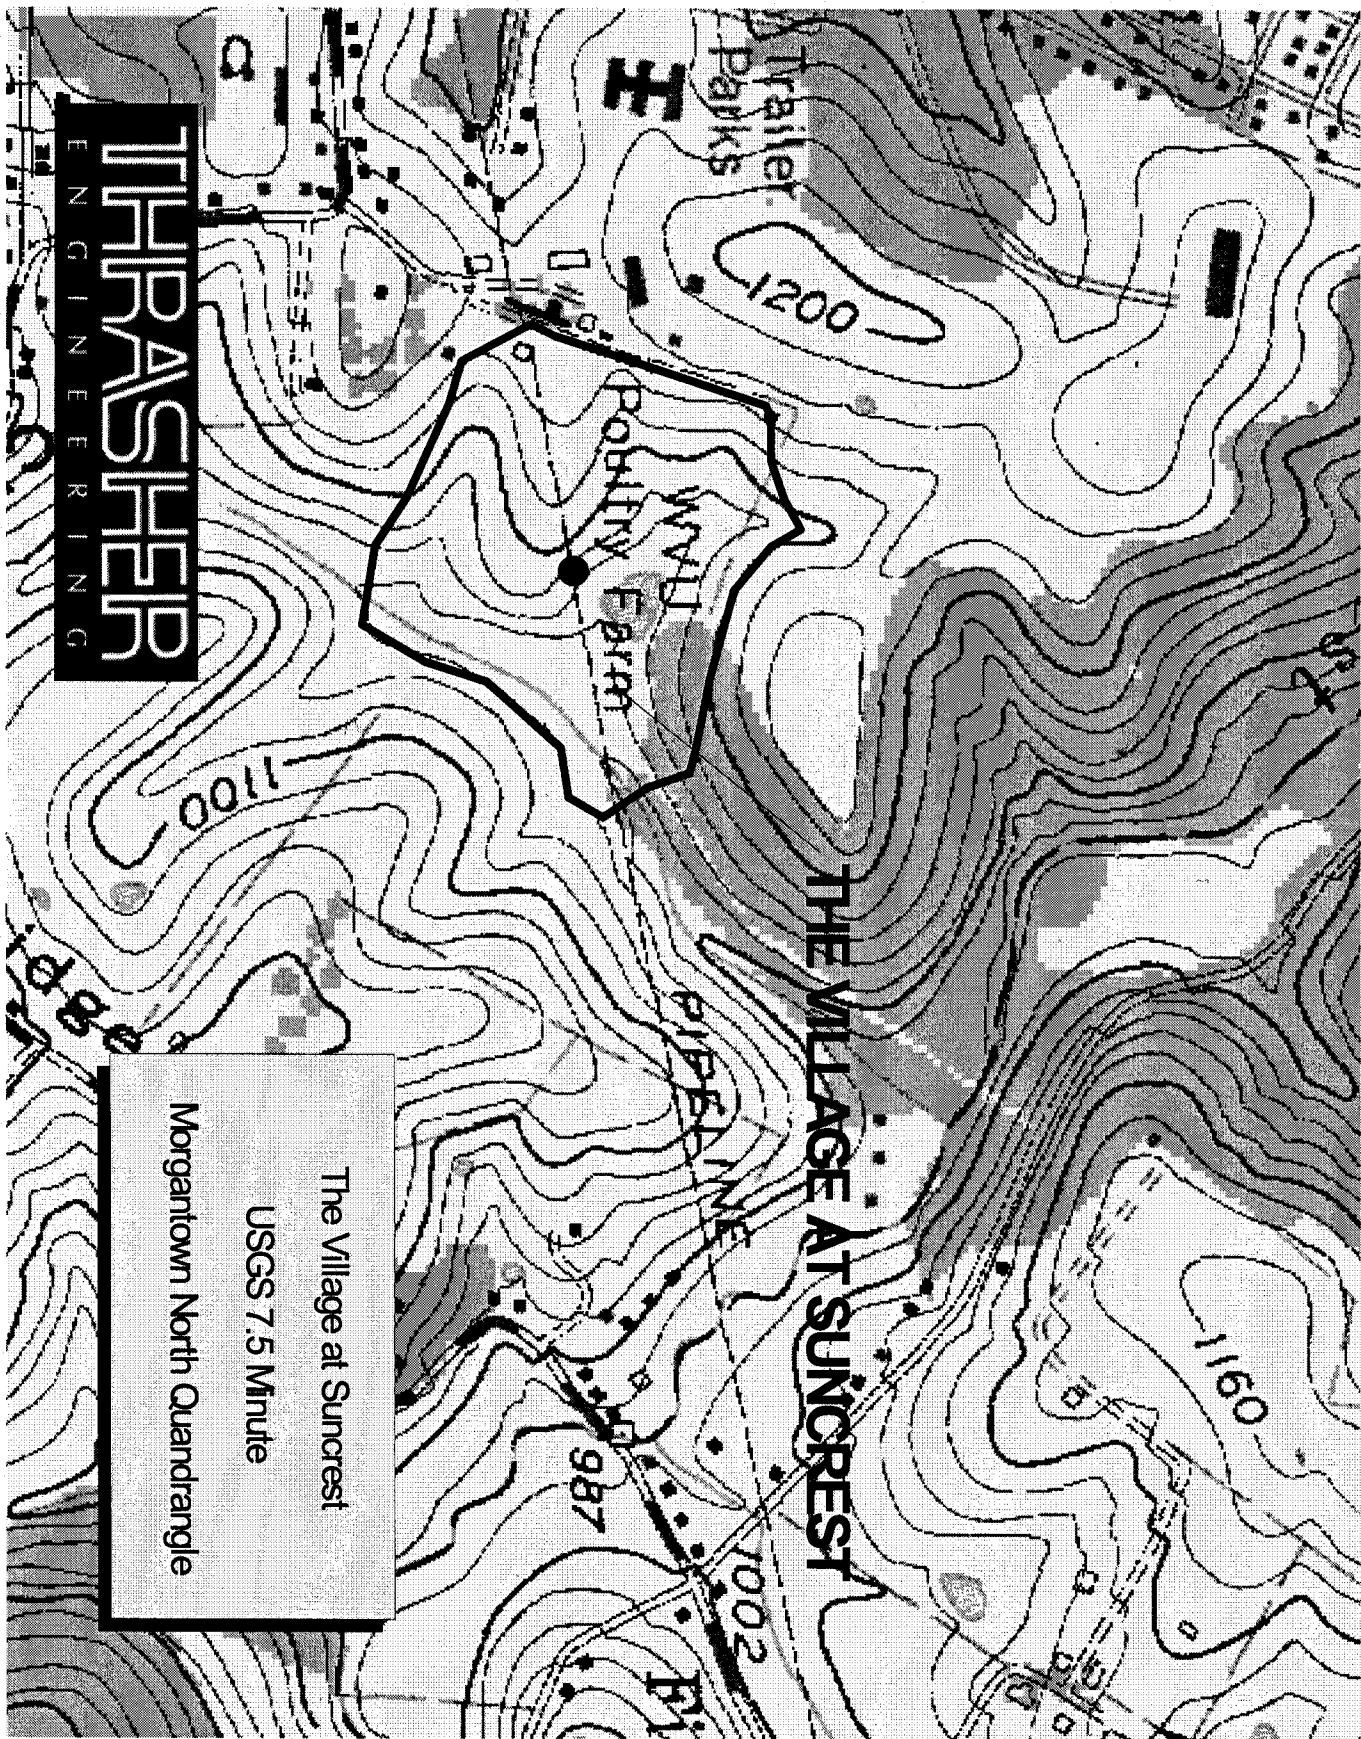 THE VILLAGE AT SUNCREST
Trailer
Parks
1200
WVU
Poultry Farm
PIPELINE
1100
1160
987
1002
THRASHER
ENGINEERING
The Village at Suncrest
USGS 7.5 Minute
Morgantown North Quandrangle